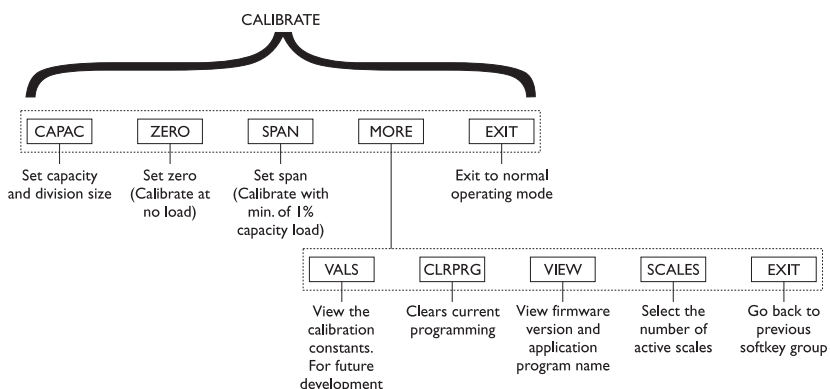 CALIBRATE
CAPAC
ZERO
SPAN
MORE
EXIT
Set capacity
and division size
Set zero
(Calibrate at
no load)
Set span
(Calibrate with
min. of 1%
capacity load)
Exit to normal
operating mode
VALS
CLRPRG
VIEW
SCALES
EXIT
View the
calibration
constants.
For future
development
Clears current
programming
View firmware
version and
application
program name
Select the
number of
active scales
Go back to
previous
softkey group